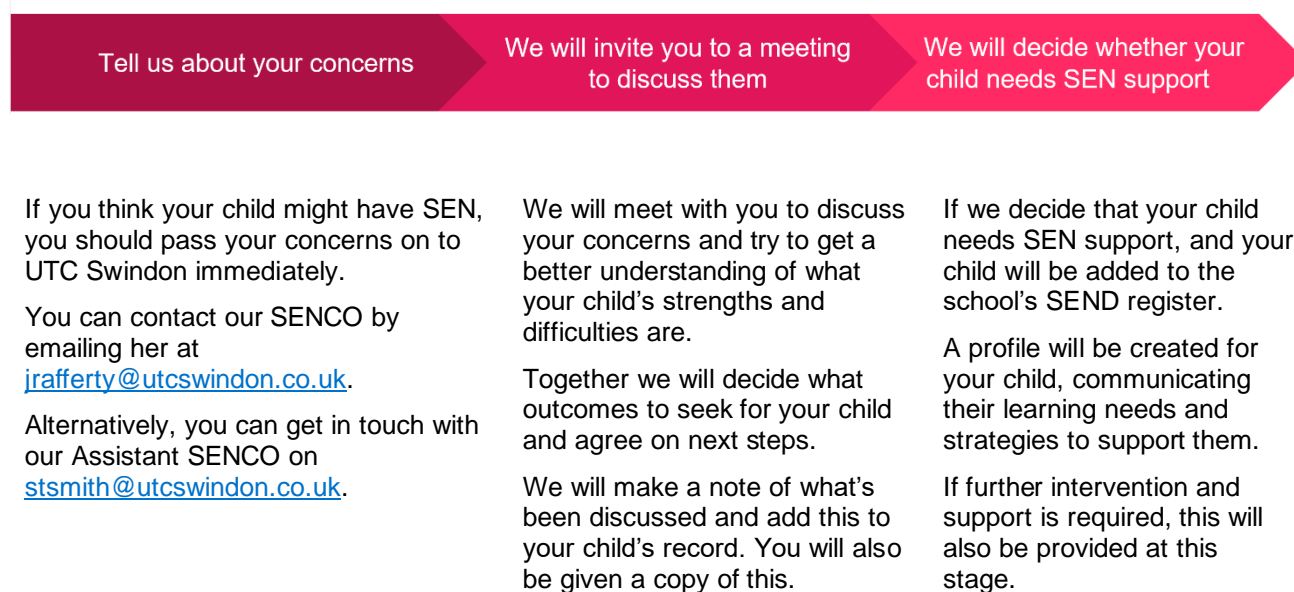 Tell us about your concerns
We will invite you to a meeting
to discuss them
We will decide whether your
child needs SEN support
If you think your child might have SEN,
you should pass your concerns on to
UTC Swindon immediately.
You can contact our SENCO by
emailing her at
jrafferty@utcswindon.co.uk.
Alternatively, you can get in touch with
our Assistant SENCO on
stsmith@utcswindon.co.uk.
We will meet with you to discuss
your concerns and try to get a
better understanding of what
your child’s strengths and
difficulties are.
Together we will decide what
outcomes to seek for your child
and agree on next steps.
We will make a note of what’s
been discussed and add this to
your child’s record. You will also
be given a copy of this.
If we decide that your child
needs SEN support, and your
child will be added to the
school’s SEND register.
A profile will be created for
your child, communicating
their learning needs and
strategies to support them.
If further intervention and
support is required, this will
also be provided at this
stage.